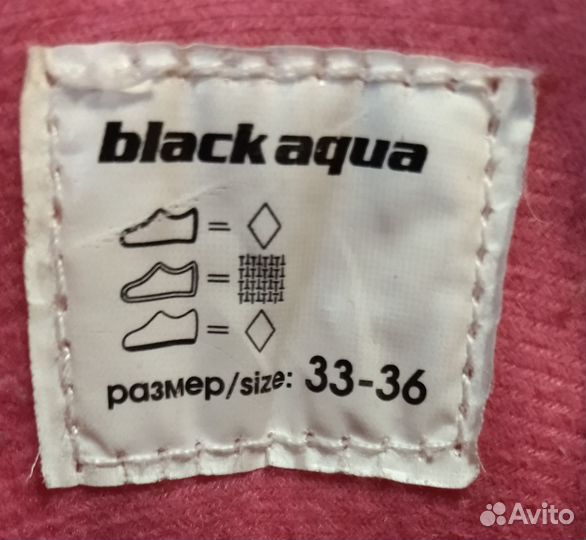 black aqua
=
=
=
размер/size: 33-36
Avito